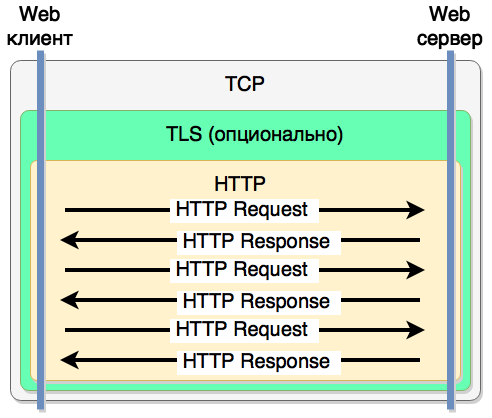 Web
клиент
Web
сервер
TCP
TLS (опционально)
HTTP
HTTP Request
HTTP Response
HTTP Request
HTTP Response
HTTP Request
HTTP Response